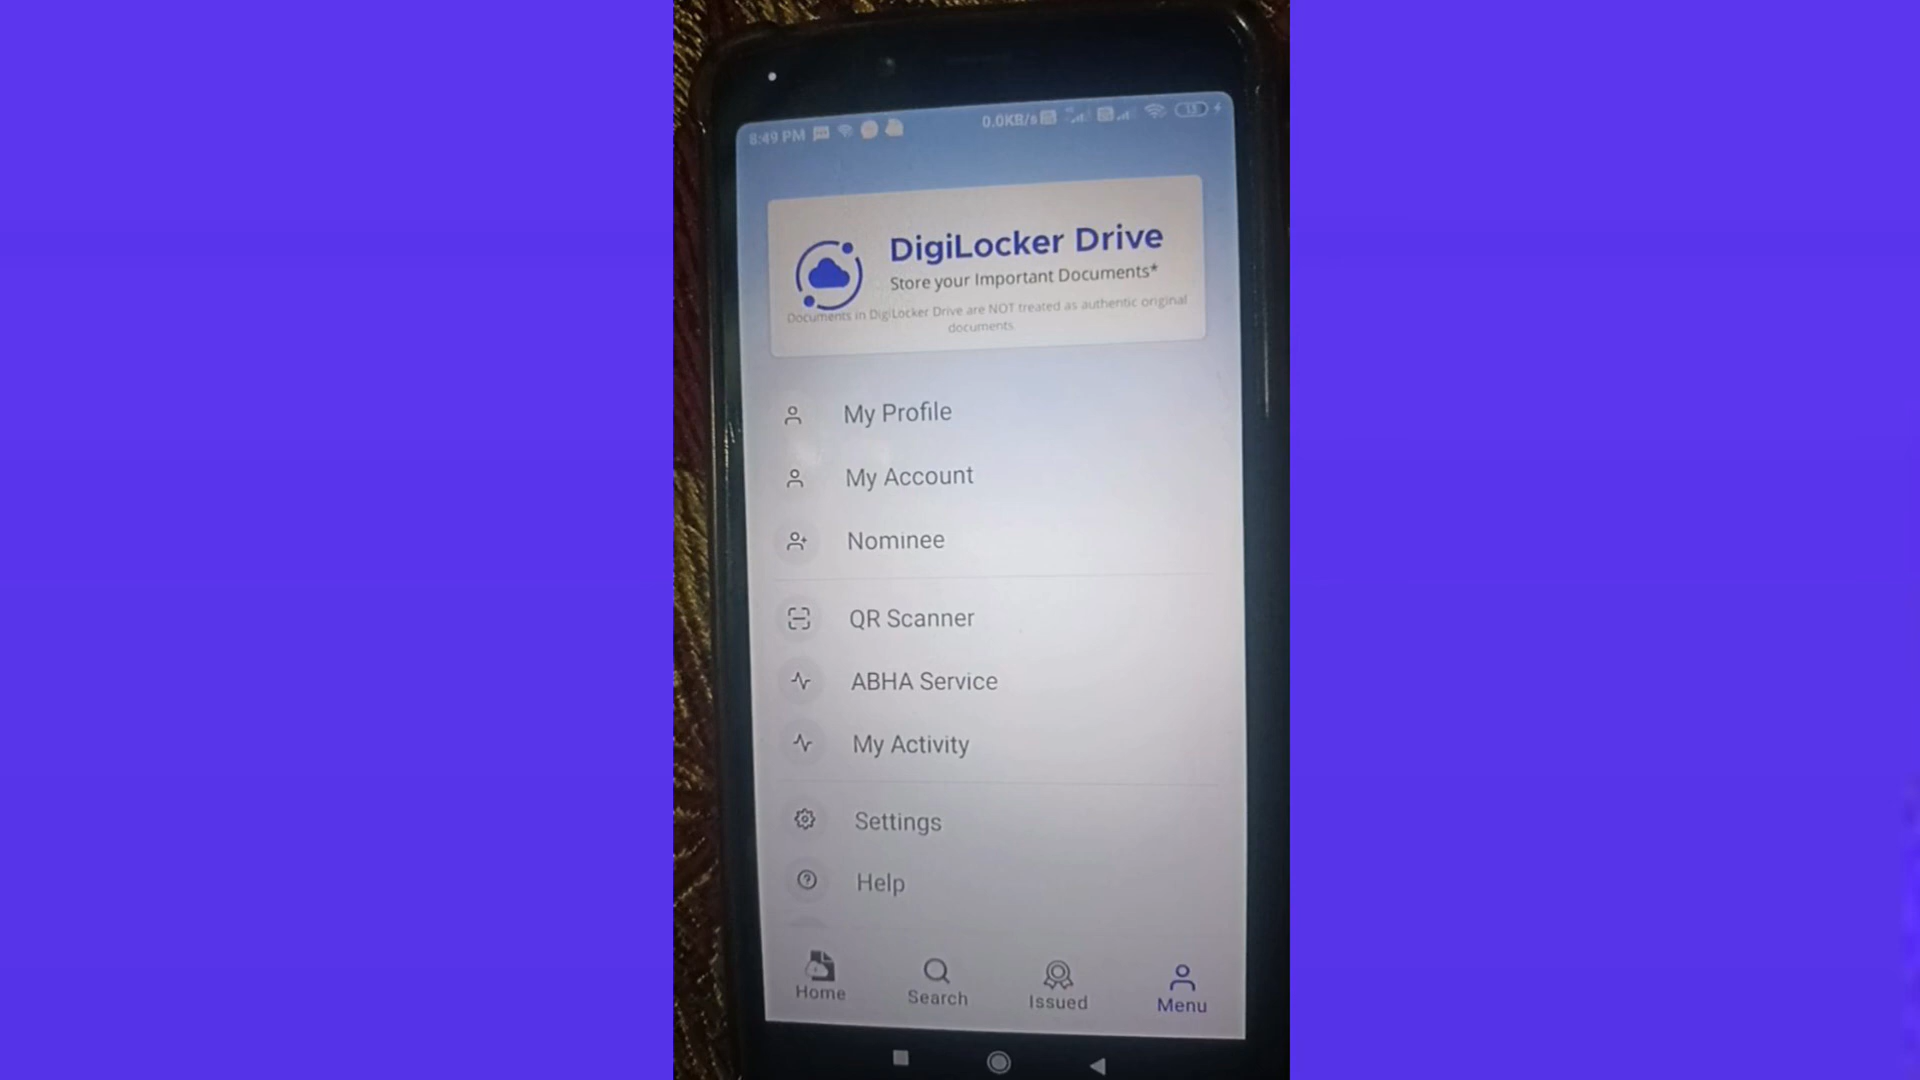 8:49 PM
0.0KB/s
13
DigiLocker Drive
Store your Important Documents*
Documents in DigiLocker Drive are NOT treated as authentic original
documents.
My Profile
My Account
Nominee
QR Scanner
ABHA Service
My Activity
Settings
Help
Home
Search
Issued
Menu